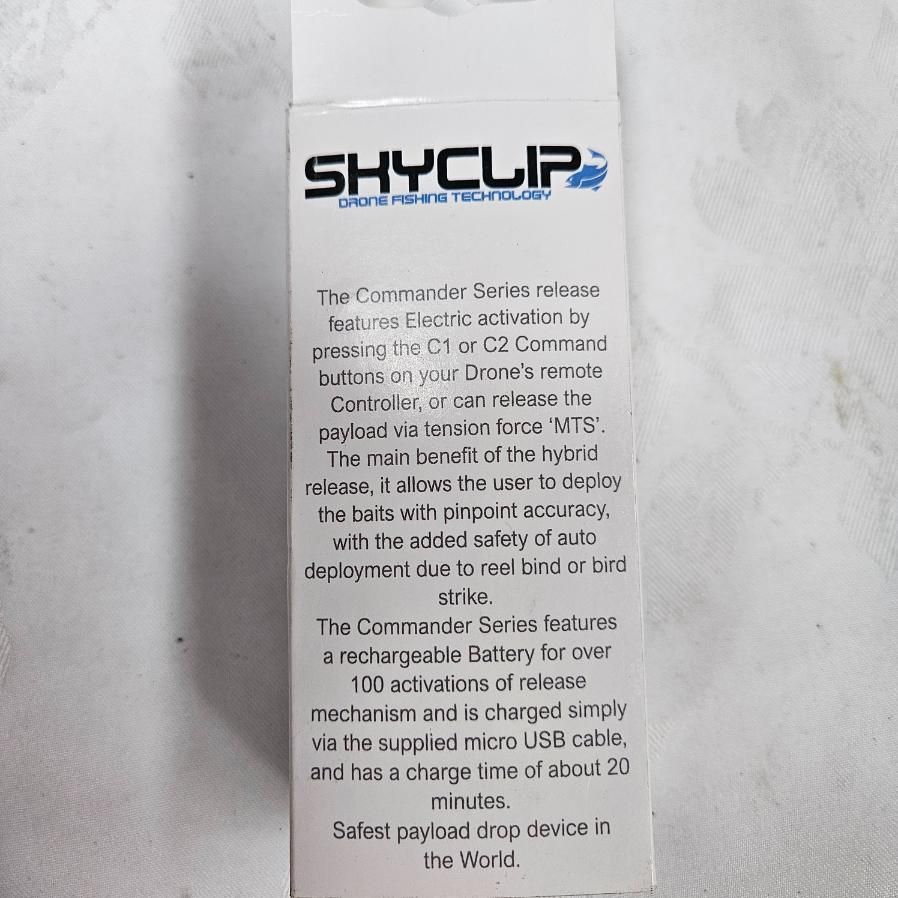 SKYCLIP
DRONE FISHING TECHNOLOGY
The Commander Series release
features Electric activation by
pressing the C1 or C2 Command
buttons on your Drone's remote
Controller, or can release the
payload via tension force ‘MTS’.
The main benefit of the hybrid
release, it allows the user to deploy
the baits with pinpoint accuracy,
with the added safety of auto
deployment due to reel bind or bird
strike.
The Commander Series features
a rechargeable Battery for over
100 activations of release
mechanism and is charged simply
via the supplied micro USB cable,
and has a charge time of about 20
minutes.
Safest payload drop device in
the World.